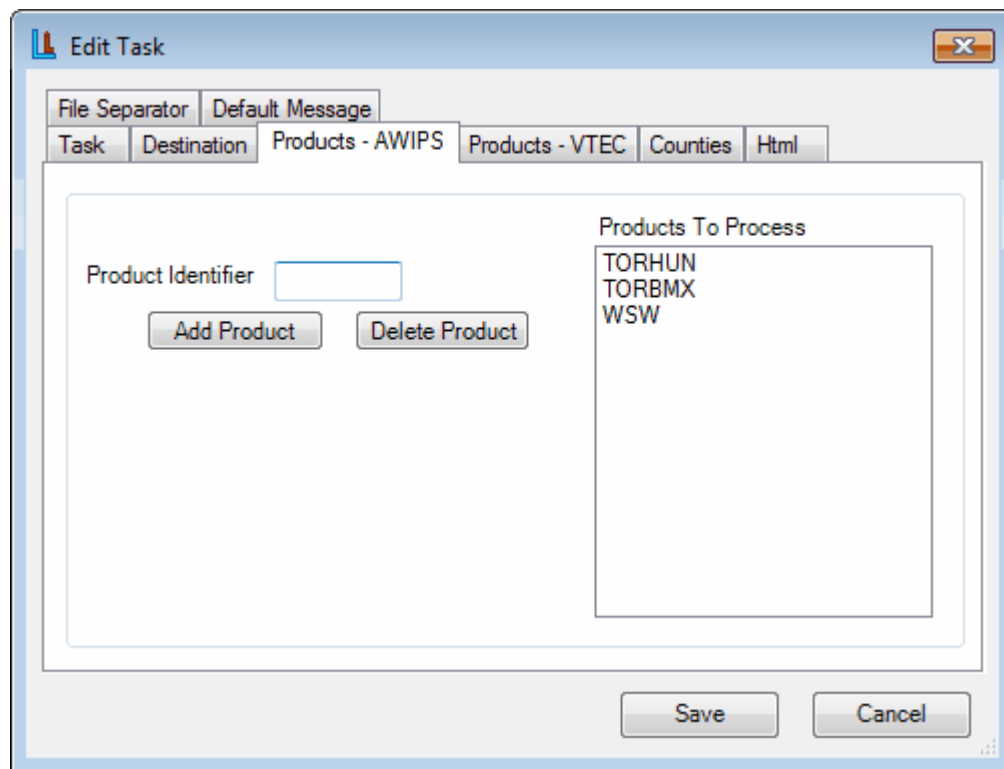 Edit Task
File Separator Default Message
Task Destination Products - AWIPS Products - VTEC Counties Html
Products To Process
TORHUN
TORBMX
WSW
Product Identifier
Add Product Delete Product
Save Cancel